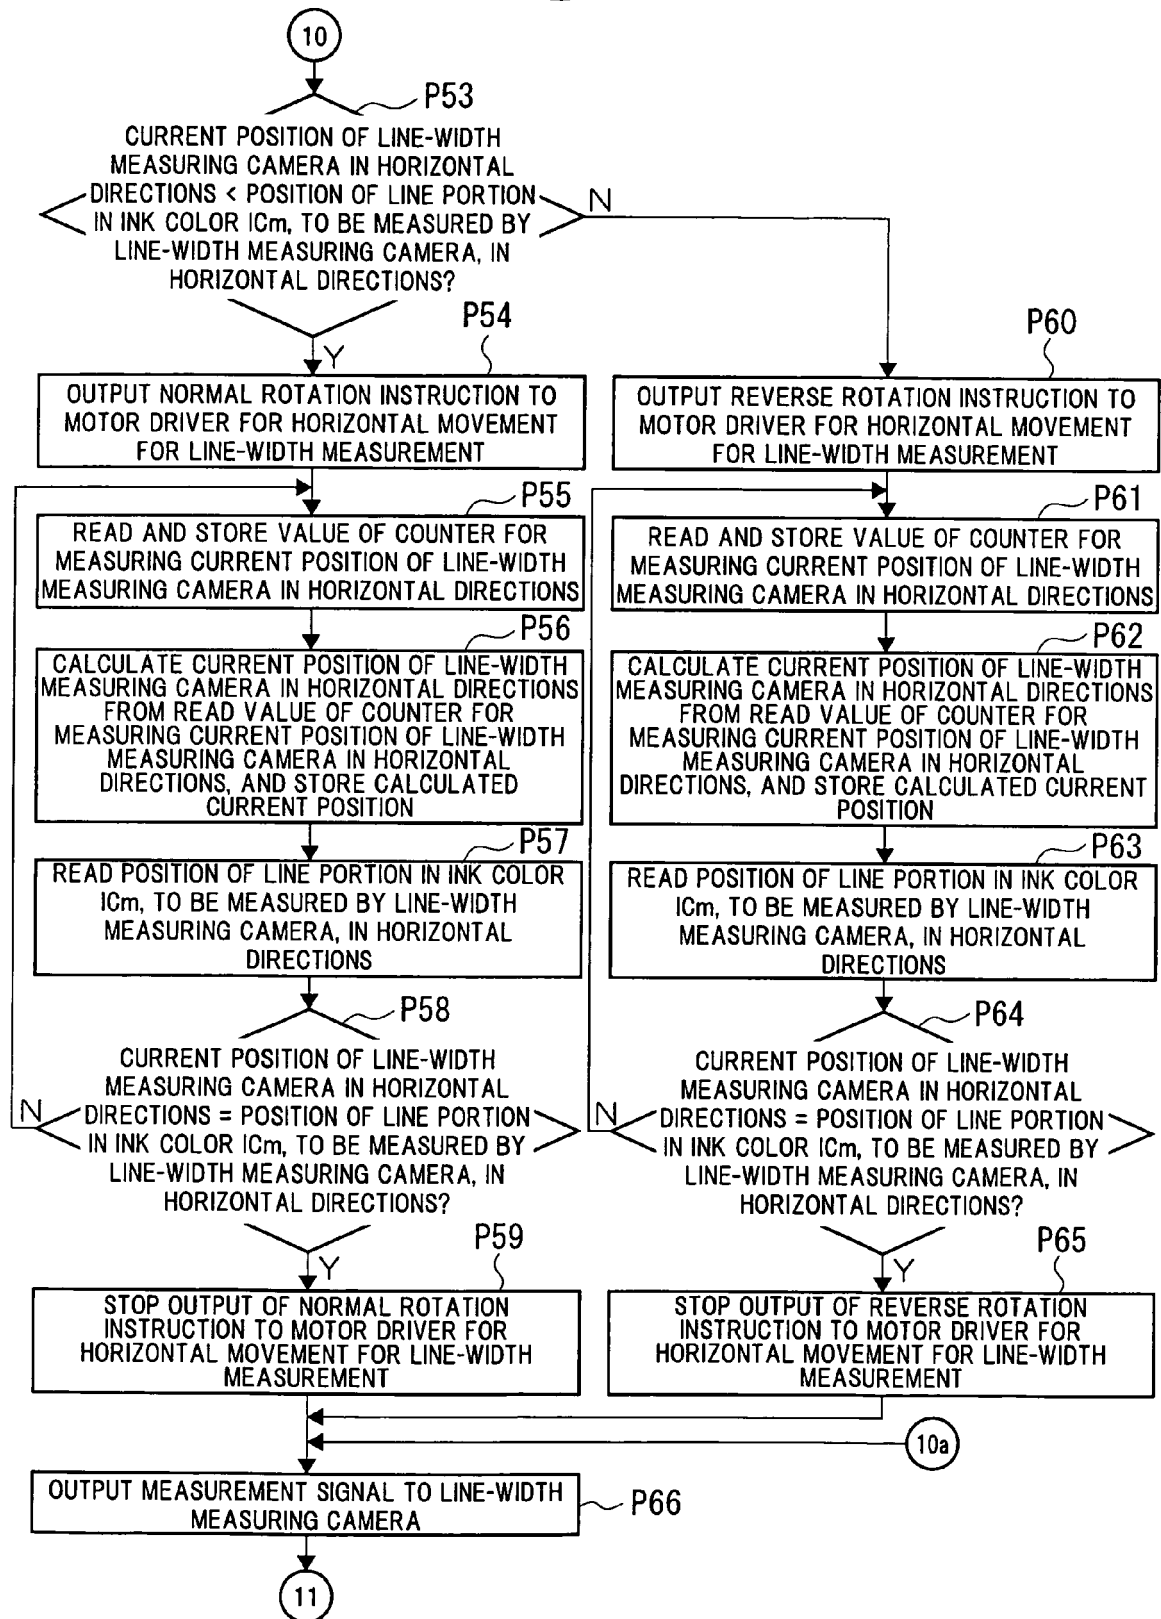 10
P53
CURRENT POSITION OF LINE-WIDTH
MEASURING CAMERA IN HORIZONTAL
DIRECTIONS < POSITION OF LINE PORTION
IN INK COLOR ICm, TO BE MEASURED BY
LINE-WIDTH MEASURING CAMERA, IN
HORIZONTAL DIRECTIONS?
N
Y
P54
OUTPUT NORMAL ROTATION INSTRUCTION TO
MOTOR DRIVER FOR HORIZONTAL MOVEMENT
FOR LINE-WIDTH MEASUREMENT
P55
READ AND STORE VALUE OF COUNTER FOR
MEASURING CURRENT POSITION OF LINE-WIDTH
MEASURING CAMERA IN HORIZONTAL DIRECTIONS
P56
CALCULATE CURRENT POSITION OF LINE-WIDTH
MEASURING CAMERA IN HORIZONTAL DIRECTIONS
FROM READ VALUE OF COUNTER FOR
MEASURING CURRENT POSITION OF LINE-WIDTH
MEASURING CAMERA IN HORIZONTAL
DIRECTIONS, AND STORE CALCULATED
CURRENT POSITION
P57
READ POSITION OF LINE PORTION IN INK COLOR
ICm, TO BE MEASURED BY LINE-WIDTH
MEASURING CAMERA, IN HORIZONTAL
DIRECTIONS
P58
CURRENT POSITION OF LINE-WIDTH
MEASURING CAMERA IN HORIZONTAL
DIRECTIONS = POSITION OF LINE PORTION
IN INK COLOR ICm, TO BE MEASURED BY
LINE-WIDTH MEASURING CAMERA, IN
HORIZONTAL DIRECTIONS?
N
Y
P59
STOP OUTPUT OF NORMAL ROTATION
INSTRUCTION TO MOTOR DRIVER FOR
HORIZONTAL MOVEMENT FOR LINE-WIDTH
MEASUREMENT
P60
OUTPUT REVERSE ROTATION INSTRUCTION TO
MOTOR DRIVER FOR HORIZONTAL MOVEMENT
FOR LINE-WIDTH MEASUREMENT
P61
READ AND STORE VALUE OF COUNTER FOR
MEASURING CURRENT POSITION OF LINE-WIDTH
MEASURING CAMERA IN HORIZONTAL DIRECTIONS
P62
CALCULATE CURRENT POSITION OF LINE-WIDTH
MEASURING CAMERA IN HORIZONTAL DIRECTIONS
FROM READ VALUE OF COUNTER FOR
MEASURING CURRENT POSITION OF LINE-WIDTH
MEASURING CAMERA IN HORIZONTAL
DIRECTIONS, AND STORE CALCULATED CURRENT
POSITION
P63
READ POSITION OF LINE PORTION IN INK COLOR
ICm, TO BE MEASURED BY LINE-WIDTH
MEASURING CAMERA, IN HORIZONTAL
DIRECTIONS
P64
CURRENT POSITION OF LINE-WIDTH
MEASURING CAMERA IN HORIZONTAL
DIRECTIONS = POSITION OF LINE PORTION
IN INK COLOR ICm, TO BE MEASURED BY
LINE-WIDTH MEASURING CAMERA, IN
HORIZONTAL DIRECTIONS?
N
Y
P65
STOP OUTPUT OF REVERSE ROTATION
INSTRUCTION TO MOTOR DRIVER FOR
HORIZONTAL MOVEMENT FOR LINE-WIDTH
MEASUREMENT
10a
OUTPUT MEASUREMENT SIGNAL TO LINE-WIDTH
MEASURING CAMERA
P66
11